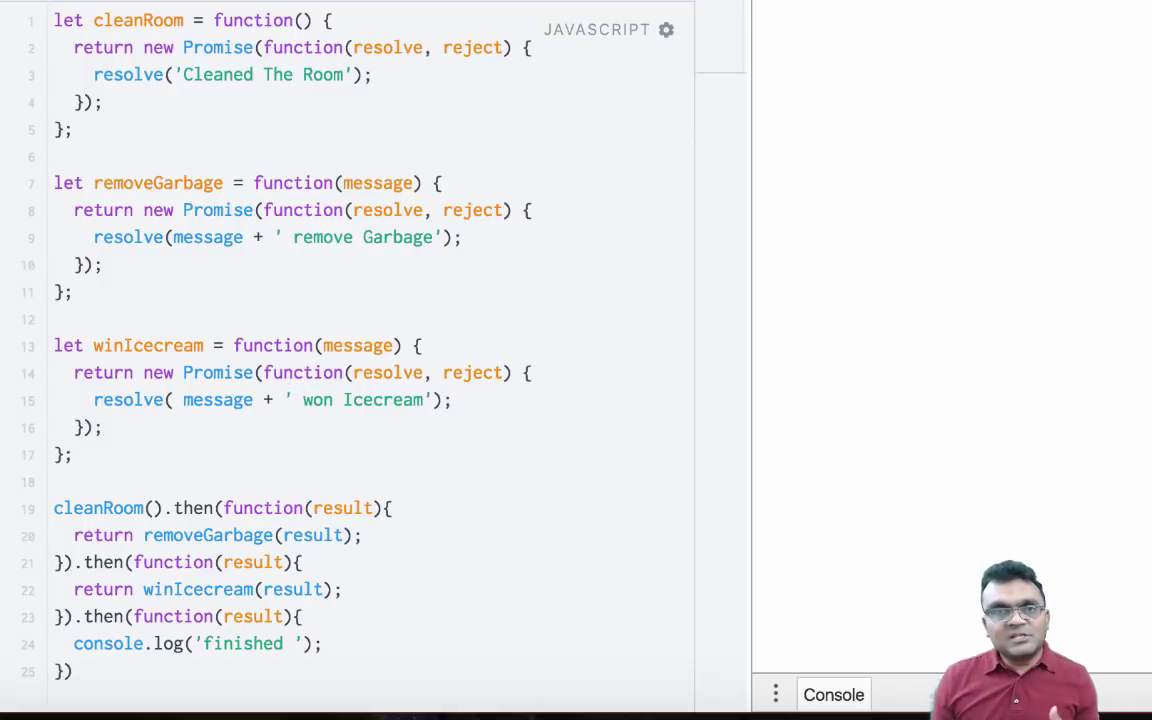 JAVASCRIPT
1 let cleanRoom = function() {
2 return new Promise(function(resolve, reject) {
3 resolve('Cleaned The Room');
4 });
5 };
6
7 let removeGarbage = function(message) {
8 return new Promise(function(resolve, reject) {
9 resolve(message + ' remove Garbage');
10 });
11 };
12
13 let winIcecream = function(message) {
14 return new Promise(function(resolve, reject) {
15 resolve( message + ' won Icecream');
16 });
17 };
18
19 cleanRoom().then(function(result){
20 return removeGarbage(result);
21 }).then(function(result){
22 return winIcecream(result);
23 }).then(function(result){
24 console.log('finished ');
25 })
Console